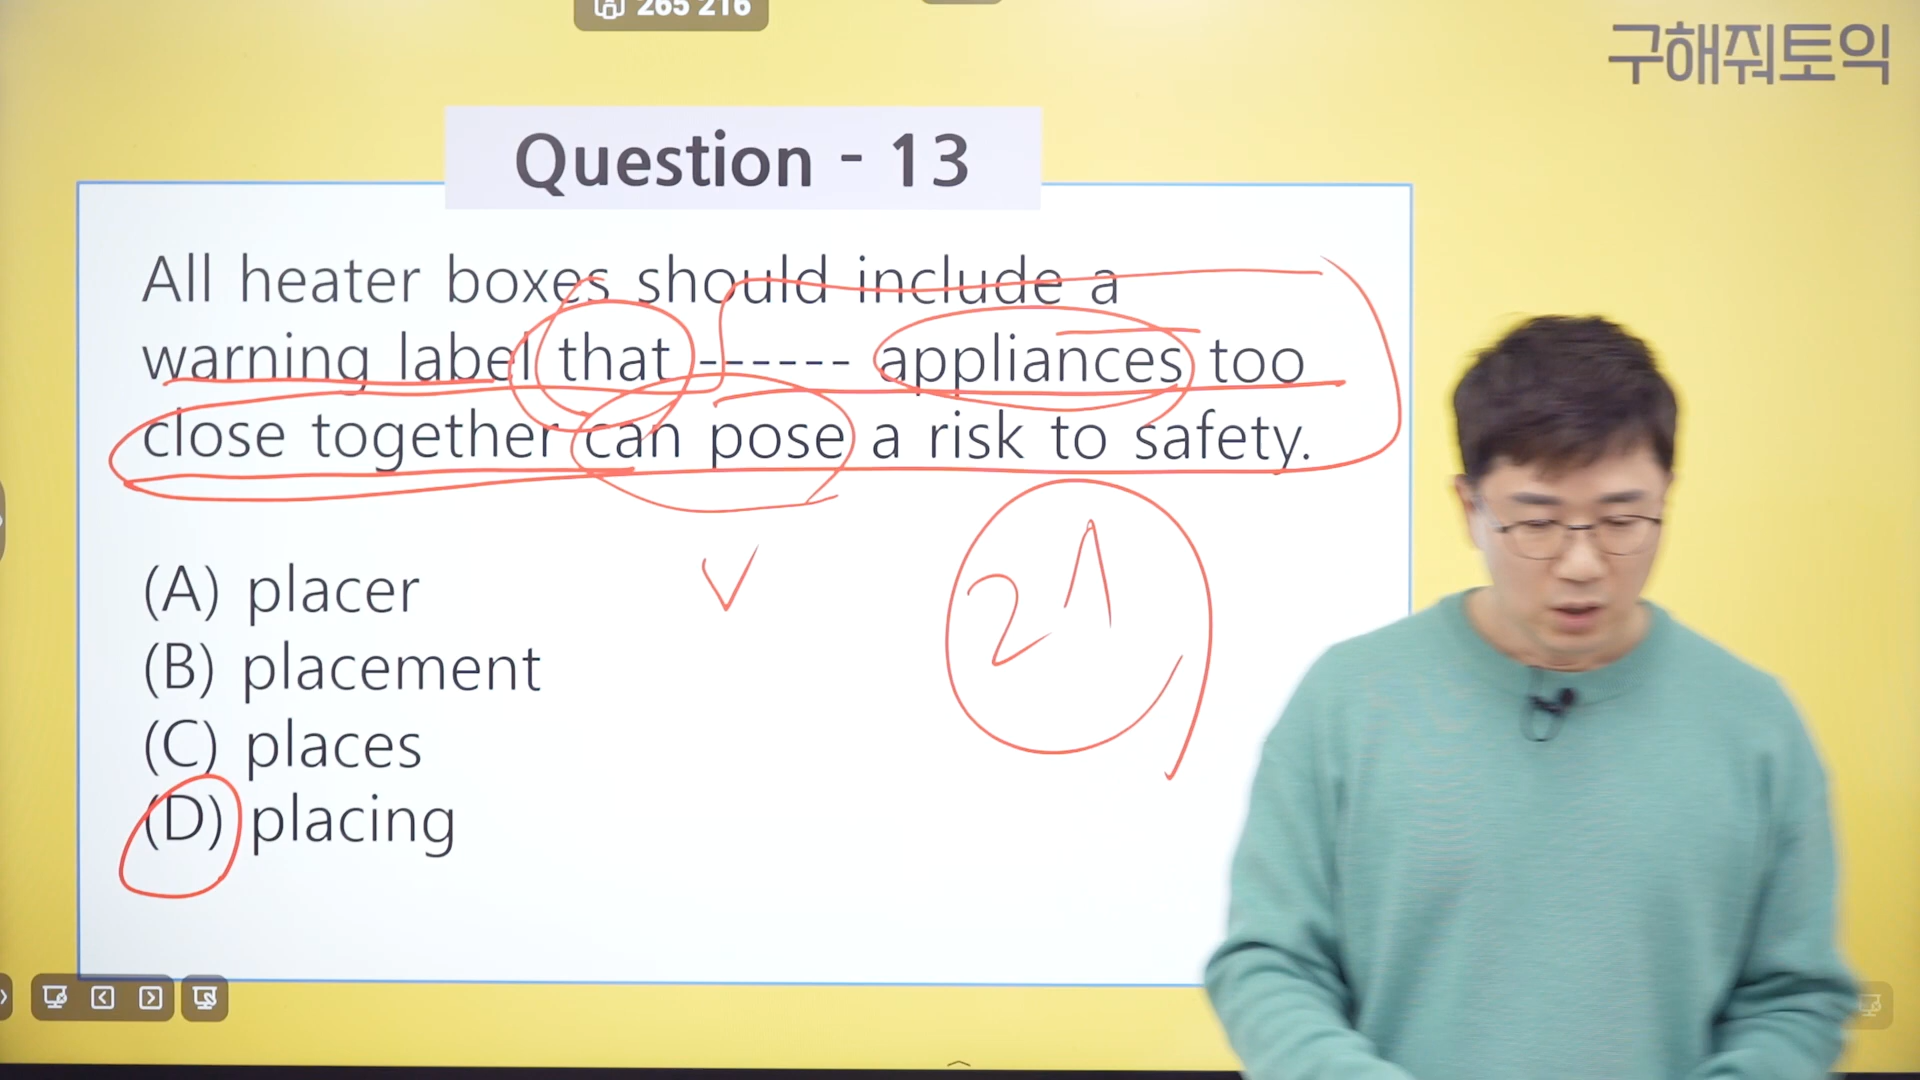 265 216
구해줘토익
Question - 13
All heater boxes should include a
warning label that ------ appliances too
close together can pose a risk to safety.
V
(A) placer
(B) placement
(C) places
(D) placing